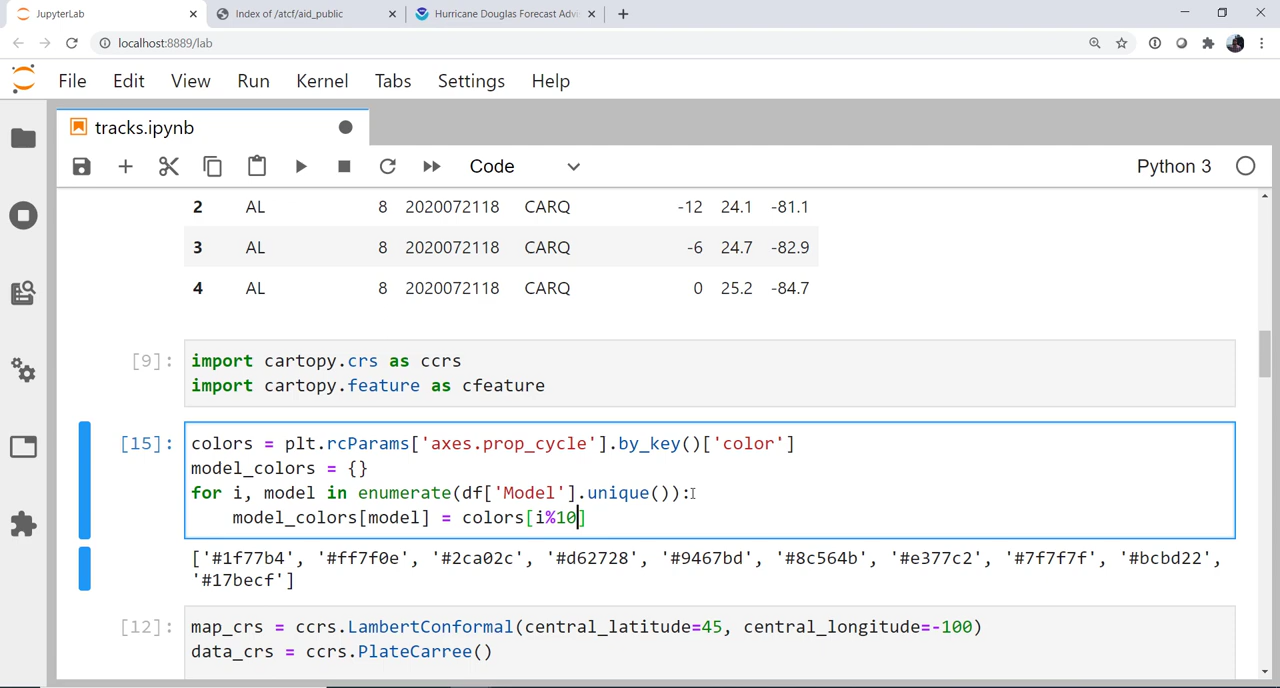 JupyterLab
Index of /atcf/aid_public
Hurricane Douglas Forecast Advi
localhost:8889/lab
File Edit View Run Kernel Tabs Settings Help
tracks.ipynb
Code
Python 3
2 AL 8 2020072118 CARQ -12 24.1 -81.1
3 AL 8 2020072118 CARQ -6 24.7 -82.9
4 AL 8 2020072118 CARQ 0 25.2 -84.7
[9]: import cartopy.crs as ccrs
import cartopy.feature as cfeature
[15]: colors = plt.rcParams['axes.prop_cycle'].by_key()['color']
model_colors = {}
for i, model in enumerate(df['Model'].unique()):
    model_colors[model] = colors[i%10]
['#1f77b4', '#ff7f0e', '#2ca02c', '#d62728', '#9467bd', '#8c564b', '#e377c2', '#7f7f7f', '#bcbd22',
'#17becf']
[12]: map_crs = ccrs.LambertConformal(central_latitude=45, central_longitude=-100)
data_crs = ccrs.PlateCarree()